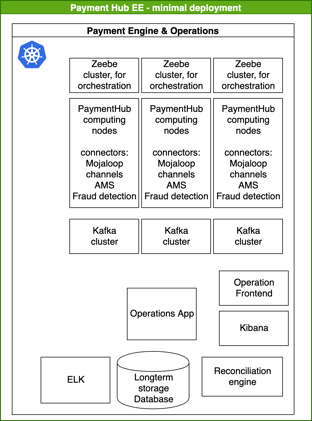 Payment Hub EE - minimal deployment
Payment Engine & Operations
Zeebe
cluster, for
orchestration
Zeebe
cluster, for
orchestration
Zeebe
cluster, for
orchestration
PaymentHub
computing
nodes
connectors:
Mojaloop
channels
AMS
Fraud detection
PaymentHub
computing
nodes
connectors:
Mojaloop
channels
AMS
Fraud detection
PaymentHub
computing
nodes
connectors:
Mojaloop
channels
AMS
Fraud detection
Kafka
cluster
Kafka
cluster
Kafka
cluster
Operation
Frontend
Operations App
Kibana
ELK
Longterm
storage
Database
Reconciliation
engine